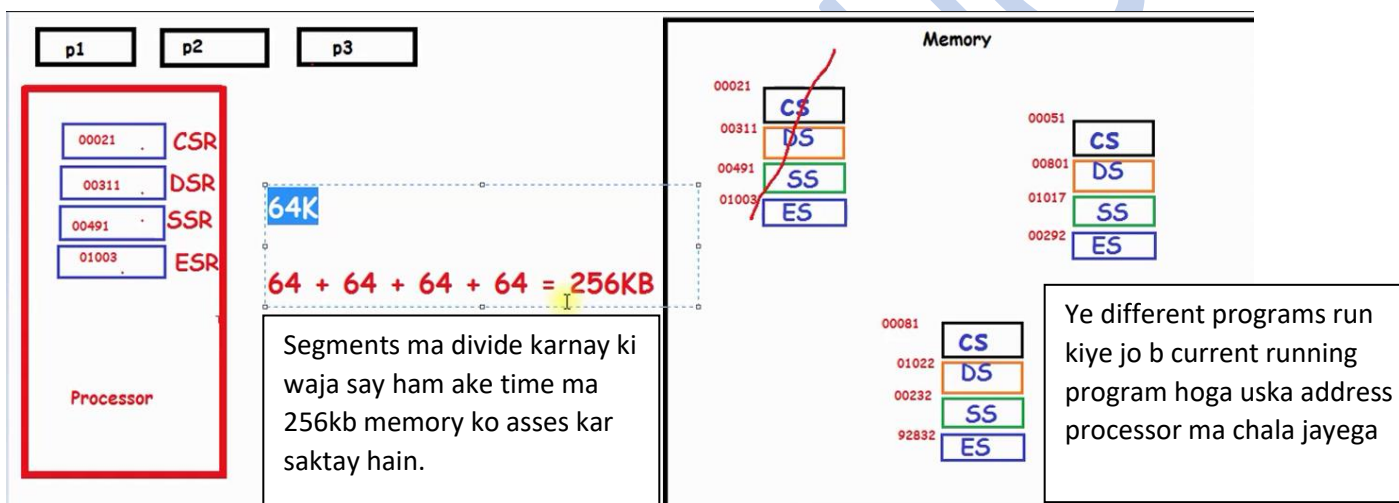 p1
p2
p3
00021 . CSR
00311 . DSR
00491 . SSR
01003 . ESR
Processor
64K
64 + 64 + 64 + 64 = 256KB
Segments ma divide karnay ki
waja say ham ake time ma
256kb memory ko asses kar
saktay hain.
Memory
00021
CS
00311
DS
00491
SS
01003
ES
00051
CS
00801
DS
01017
SS
00292
ES
00081
CS
01022
DS
00232
SS
92832
ES
Ye different programs run
kiye jo b current running
program hoga uska address
processor ma chala jayega